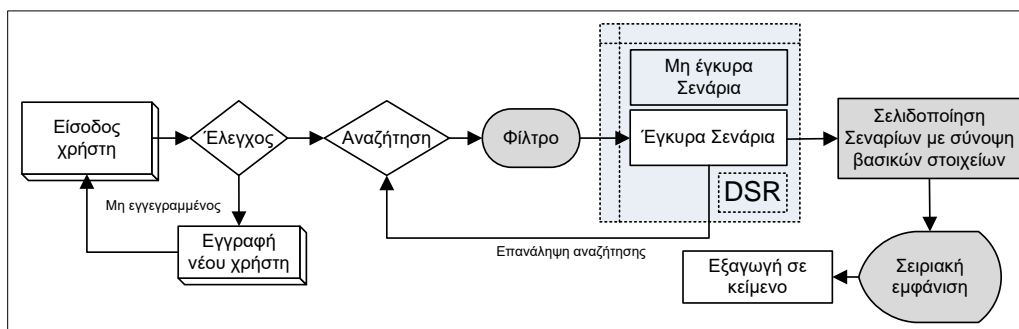 Είσοδος
χρήστη
Έλεγχος
Αναζήτηση
Φίλτρο
Μη έγκυρα
Σενάρια
Έγκυρα Σενάρια
DSR
Σελιδοποίηση
Σεναρίων με σύνοψη
βασικών στοιχείων
Μη εγγεγραμμένος
Εγγραφή
νέου χρήστη
Επανάληψη αναζήτησης
Εξαγωγή σε
κείμενο
Σειριακή
εμφάνιση